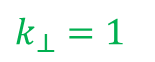 k⊥ = 1